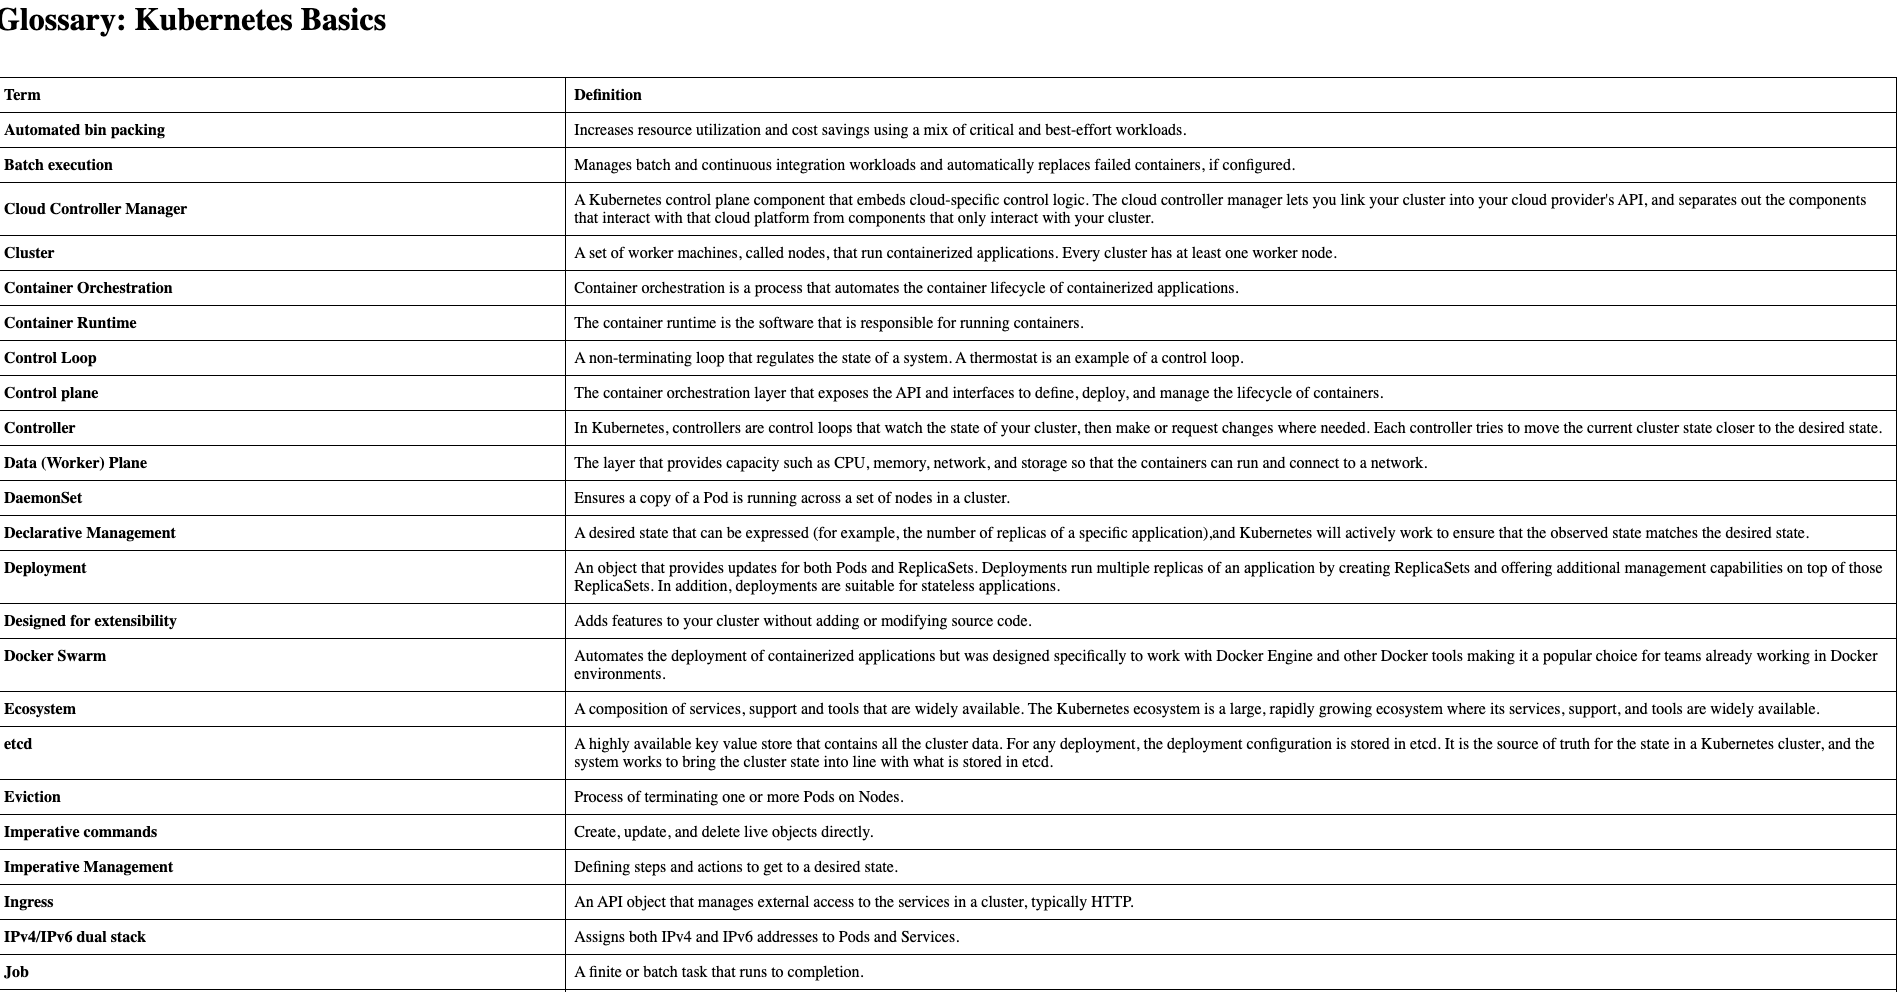 Glossary: Kubernetes Basics
Term
Definition
Automated bin packing
Increases resource utilization and cost savings using a mix of critical and best-effort workloads.
Batch execution
Manages batch and continuous integration workloads and automatically replaces failed containers, if configured.
Cloud Controller Manager
A Kubernetes control plane component that embeds cloud-specific control logic. The cloud controller manager lets you link your cluster into your cloud provider's API, and separates out the components
that interact with that cloud platform from components that only interact with your cluster.
Cluster
A set of worker machines, called nodes, that run containerized applications. Every cluster has at least one worker node.
Container Orchestration
Container orchestration is a process that automates the container lifecycle of containerized applications.
Container Runtime
The container runtime is the software that is responsible for running containers.
Control Loop
A non-terminating loop that regulates the state of a system. A thermostat is an example of a control loop.
Control plane
The container orchestration layer that exposes the API and interfaces to define, deploy, and manage the lifecycle of containers.
Controller
In Kubernetes, controllers are control loops that watch the state of your cluster, then make or request changes where needed. Each controller tries to move the current cluster state closer to the desired state.
Data (Worker) Plane
The layer that provides capacity such as CPU, memory, network, and storage so that the containers can run and connect to a network.
DaemonSet
Ensures a copy of a Pod is running across a set of nodes in a cluster.
Declarative Management
A desired state that can be expressed (for example, the number of replicas of a specific application),and Kubernetes will actively work to ensure that the observed state matches the desired state.
Deployment
An object that provides updates for both Pods and ReplicaSets. Deployments run multiple replicas of an application by creating ReplicaSets and offering additional management capabilities on top of those
ReplicaSets. In addition, deployments are suitable for stateless applications.
Designed for extensibility
Adds features to your cluster without adding or modifying source code.
Docker Swarm
Automates the deployment of containerized applications but was designed specifically to work with Docker Engine and other Docker tools making it a popular choice for teams already working in Docker
environments.
Ecosystem
A composition of services, support and tools that are widely available. The Kubernetes ecosystem is a large, rapidly growing ecosystem where its services, support, and tools are widely available.
etcd
A highly available key value store that contains all the cluster data. For any deployment, the deployment configuration is stored in etcd. It is the source of truth for the state in a Kubernetes cluster, and the
system works to bring the cluster state into line with what is stored in etcd.
Eviction
Process of terminating one or more Pods on Nodes.
Imperative commands
Create, update, and delete live objects directly.
Imperative Management
Defining steps and actions to get to a desired state.
Ingress
An API object that manages external access to the services in a cluster, typically HTTP.
IPv4/IPv6 dual stack
Assigns both IPv4 and IPv6 addresses to Pods and Services.
Job
A finite or batch task that runs to completion.